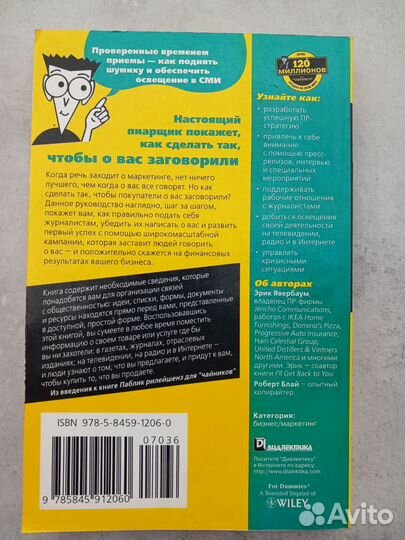 Проверенные временем
приемы — как поднять
шумиху и обеспечить
освещение в СМИ
120
МИЛЛИОНОВ
Настоящий
пиарщик покажет,
как сделать так,
чтобы о вас заговорили
Когда речь заходит о маркетинге, нет ничего
лучшего, чем когда о вас все говорят. Но как
сделать так, чтобы покупатели о вас заговорили?
Данное руководство наглядно, шаг за шагом,
покажет вам, как правильно подать себя
журналистам, убедить их написать о вас и развить
первый успех с помощью широкомасштабной
кампании, которая заставит людей говорить
о вас — и положительно скажется на финансовых
результатах вашего бизнеса.
Книга содержит необходимые сведения, которые
понадобятся вам для организации связей
с общественностью: идеи, списки, формы, документы
и ресурсы находятся прямо перед вами, представленные
в доступной, простой форме. Воспользовавшись
этой книгой, вы сумеете в любое время поместить
информацию о своем товаре или услуге где бы
вы ни захотели: в газетах, журналах, отраслевых
изданиях; на телевидении, на радио и в Интернете —
и люди узнают о том, что вы предлагаете, и придут к вам,
чтобы купить то, что вы продаете.
Из введения к книге Паблик рилейшенз для "чайников"
ISBN 978-5-8459-1206-0
07036
9785845912060
Узнайте как:
разработать
успешную ПР-
стратегию
привлечь к себе
внимание
с помощью пресс-
релизов, интервью
и специальных
мероприятий
поддерживать
рабочие отношения
с журналистами
добиться освещения
своей деятельности
на телевидении,
радио и в Интернете
управлять
кризисными
ситуациями
Об авторах
Эрик Явербаум,
владелец ПР-фирмы
Jericho Communications,
работал с IKEA Home
Furnishings, Domino's Pizza,
Progressive Auto Insurance,
Hain Celestial Group,
United Distillers & Vintners
North America и многими
другими. Эрик — соавтор
книги I'll Get Back to You.
Роберт Блай — опытный
копирайтер.
Категория:
бизнес/маркетинг
ДИАЛЕКТИКА
Посетите "Диалектику"
в Интернете по адресу:
http://www.dialektika.com
For Dummies®
A Branded Imprint of
WILEY
Avito